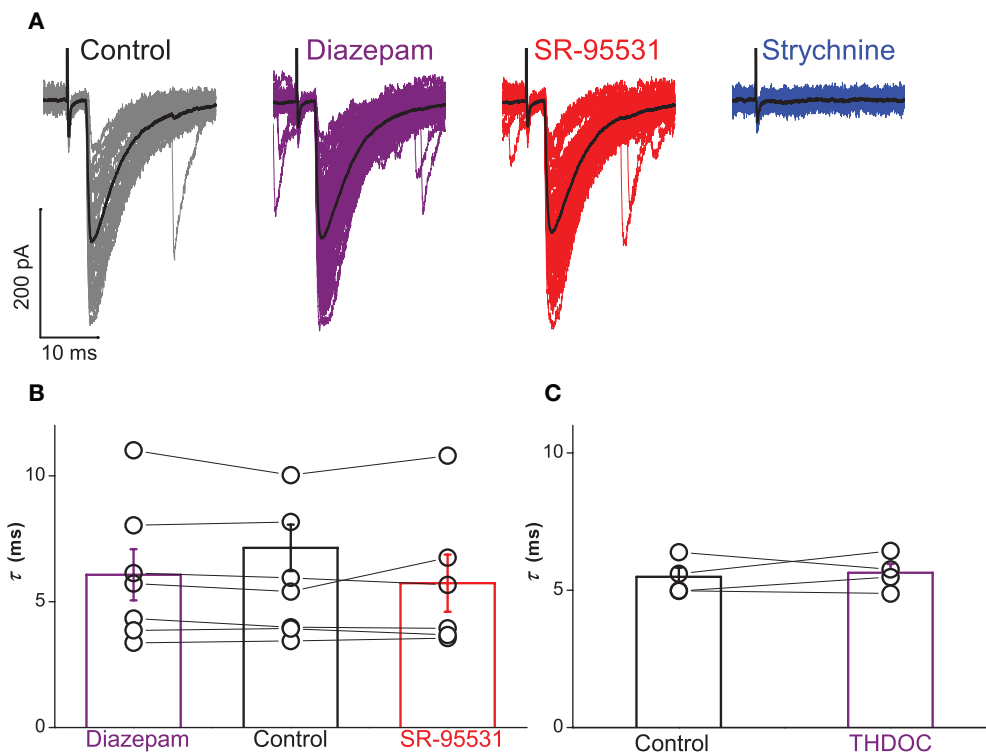 A
Control Diazepam SR-95531 Strychnine
200 pA
10 ms
B
τ (ms)
10
5
0
Diazepam Control SR-95531
C
τ (ms)
10
5
0
Control THDOC